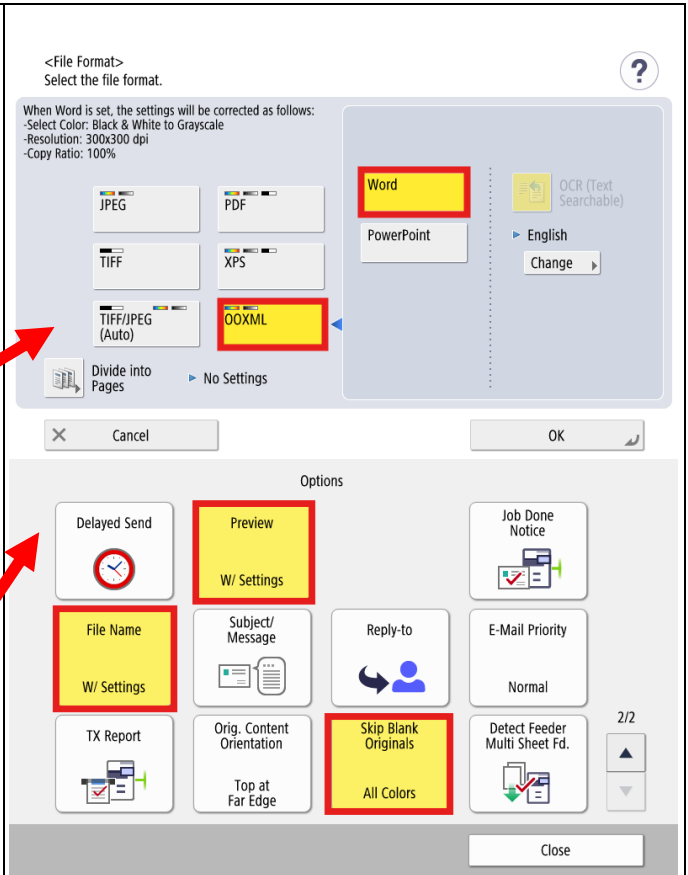 <File Format>
Select the file format.
?
When Word is set, the settings will be corrected as follows:
-Select Color: Black & White to Grayscale
-Resolution: 300x300 dpi
-Copy Ratio: 100%
JPEG
PDF
TIFF
XPS
TIFF/JPEG
(Auto)
OOXML
Divide into
Pages
No Settings
Word
PowerPoint
OCR (Text
Searchable)
English
Change
Cancel
OK
Options
Delayed Send
Preview
W/ Settings
Job Done
Notice
File Name
W/ Settings
Subject/
Message
Reply-to
E-Mail Priority
Normal
TX Report
Orig. Content
Orientation
Top at
Far Edge
Skip Blank
Originals
All Colors
Detect Feeder
Multi Sheet Fd.
2/2
Close